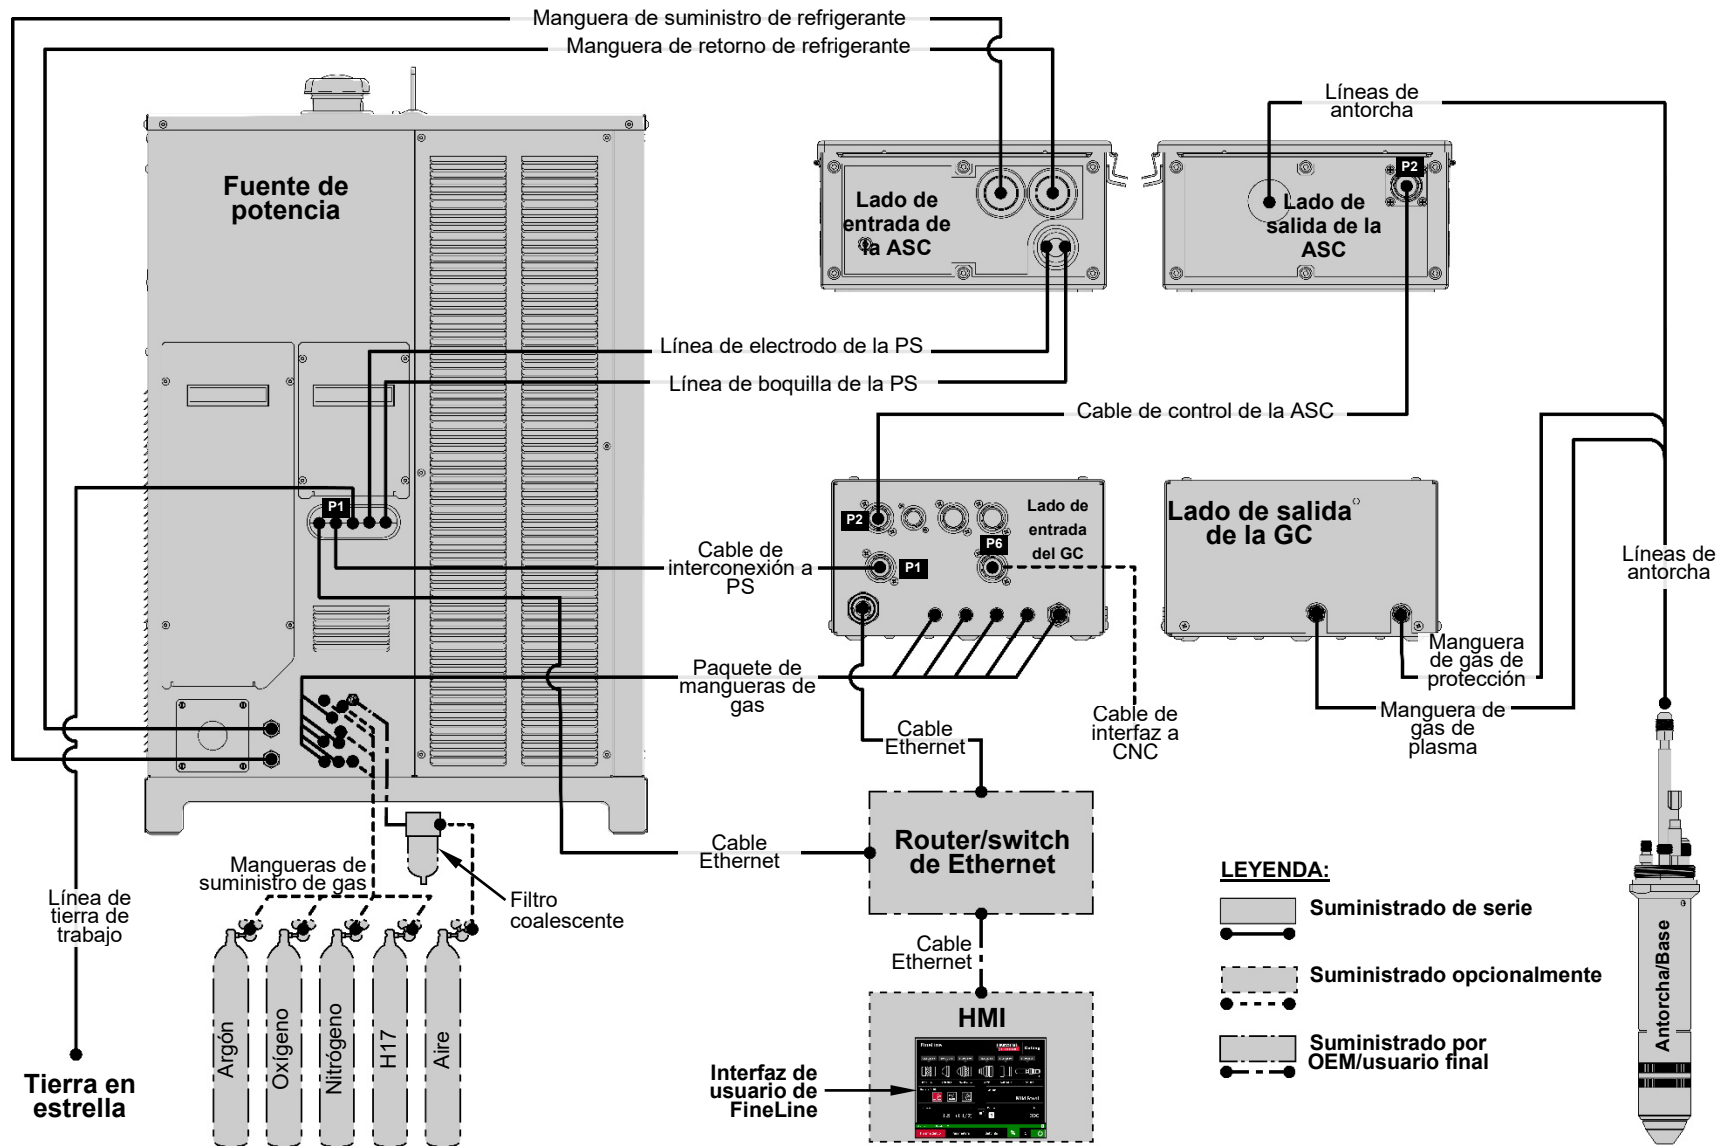 Manguera de suministro de refrigerante
Manguera de retorno de refrigerante
Líneas de
antorcha
Fuente de
potencia
Lado de
entrada de
la ASC
P2
Lado de
salida de la
ASC
Línea de electrodo de la PS
Línea de boquilla de la PS
Cable de control de la ASC
P1
P2
Lado de
entrada
del GC
P6
P1
Lado de salida
de la GC
Cable de
interconexión a
PS
Líneas de
antorcha
Manguera
de gas de
protección
Paquete de
mangueras de
gas
Manguera de
gas de
plasma
Cable de
interfaz a
CNC
Cable
Ethernet
Cable
Ethernet
Router/switch
de Ethernet
Mangueras de
suministro de gas
Filtro
coalescente
Línea de
tierra de
trabajo
Cable
Ethernet
LEYENDA:
Suministrado de serie
Suministrado opcionalmente
Suministrado por
OEM/usuario final
Antorcha/Base
HMI
Interfaz de
usuario de
FineLine
FineLine
Argón
Oxígeno
Nitrógeno
H17
Aire
Tierra en
estrella